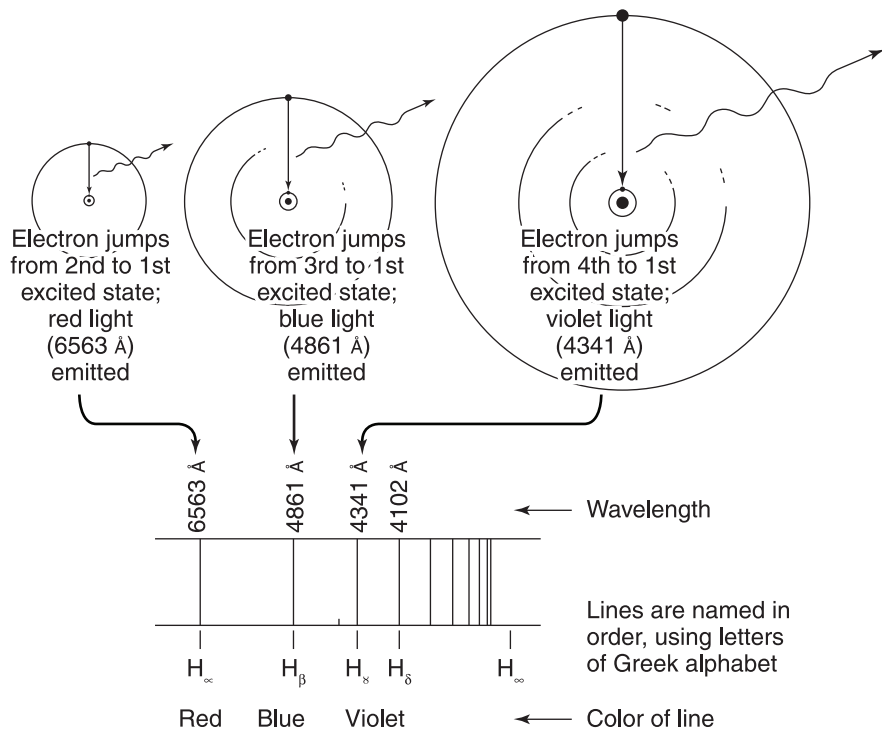 Electron jumps
from 2nd to 1st
excited state;
red light
(6563 Å)
emitted
Electron jumps
from 3rd to 1st
excited state;
blue light
(4861 Å)
emitted
Electron jumps
from 4th to 1st
excited state;
violet light
(4341 Å)
emitted
6563 Å 4861 Å 4341 Å 4102 Å
Wavelength
Lines are named in
order, using letters
of Greek alphabet
H∝ Hβ Hɣ Hδ H∞
Red Blue Violet
Color of line